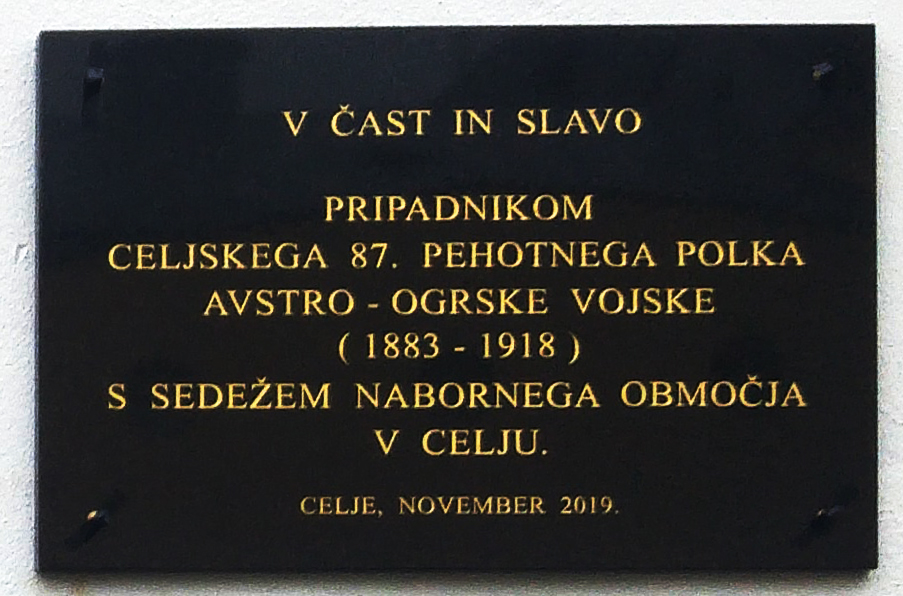 V ČAST IN SLAVO
PRIPADNIKOM
CELJSKEGA 87. PEHOTNEGA POLKA
AVSTRO - OGRSKE VOJSKE
( 1883 - 1918 )
S SEDEŽEM NABORNEGA OBMOČJA
V CELJU.
CELJE, NOVEMBER 2019.